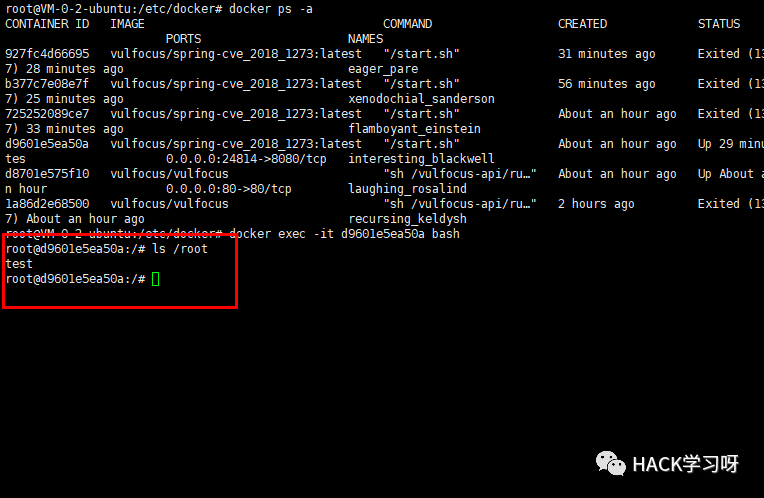 root@VM-0-2-ubuntu:/etc/docker# docker ps -a
CONTAINER ID   IMAGE                                  COMMAND                  CREATED             STATUS
                       PORTS                     NAMES
927fc4d66695   vulfocus/spring-cve_2018_1273:latest   "/start.sh"              31 minutes ago      Exited (13
7) 28 minutes ago                                eager_pare
b377c7e08e7f   vulfocus/spring-cve_2018_1273:latest   "/start.sh"              56 minutes ago      Exited (13
7) 25 minutes ago                                xenodochial_sanderson
725252089ce7   vulfocus/spring-cve_2018_1273:latest   "/start.sh"              About an hour ago   Exited (13
7) 33 minutes ago                                flamboyant_einstein
d9601e5ea50a   vulfocus/spring-cve_2018_1273:latest   "/start.sh"              About an hour ago   Up 29 minu
tes                    0.0.0.0:24814->8080/tcp   interesting_blackwell
d8701e575f10   vulfocus/vulfocus                      "sh /vulfocus-api/ru…"   About an hour ago   Up About a
n hour                 0.0.0.0:80->80/tcp        laughing_rosalind
1a86d2e68500   vulfocus/vulfocus                      "sh /vulfocus-api/ru…"   2 hours ago         Exited (13
7) About an hour ago                             recursing_keldysh
root@VM-0-2-ubuntu:/etc/docker# docker exec -it d9601e5ea50a bash
root@d9601e5ea50a:/# ls /root
test
root@d9601e5ea50a:/#
HACK学习呀